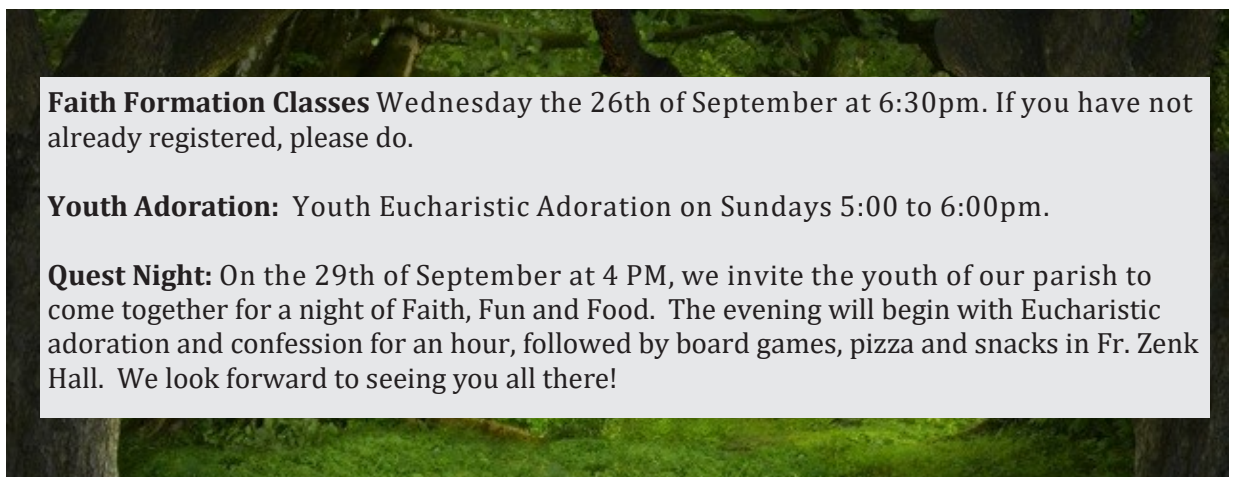 Faith Formation Classes Wednesday the 26th of September at 6:30pm. If you have not
already registered, please do.
Youth Adoration:  Youth Eucharistic Adoration on Sundays 5:00 to 6:00pm.
Quest Night: On the 29th of September at 4 PM, we invite the youth of our parish to
come together for a night of Faith, Fun and Food.  The evening will begin with Eucharistic
adoration and confession for an hour, followed by board games, pizza and snacks in Fr. Zenk
Hall.  We look forward to seeing you all there!